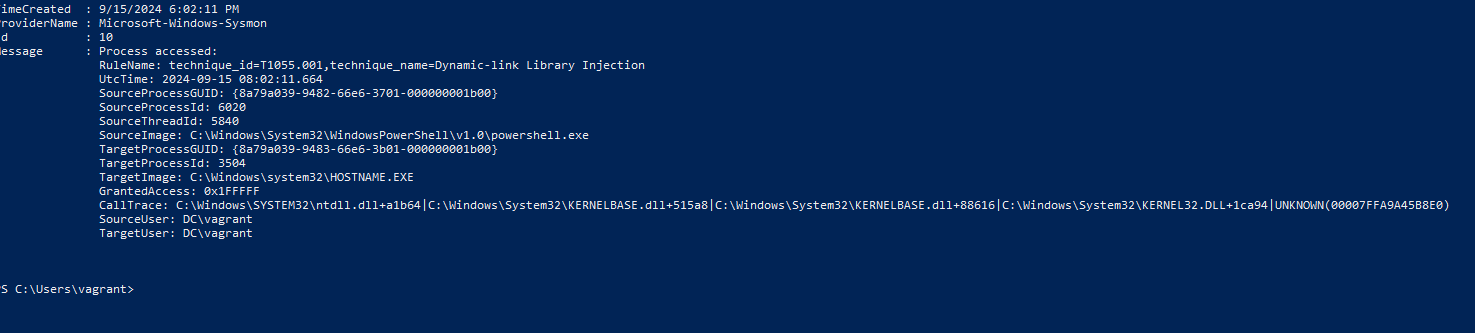 TimeCreated  : 9/15/2024 6:02:11 PM
ProviderName : Microsoft-Windows-Sysmon
d            : 10
Message      : Process accessed:
RuleName: technique_id=T1055.001,technique_name=Dynamic-link Library Injection
UtcTime: 2024-09-15 08:02:11.664
SourceProcessGUID: {8a79a039-9482-66e6-3701-000000001b00}
SourceProcessId: 6020
SourceThreadId: 5840
SourceImage: C:\Windows\System32\WindowsPowerShell\v1.0\powershell.exe
TargetProcessGUID: {8a79a039-9483-66e6-3b01-000000001b00}
TargetProcessId: 3504
TargetImage: C:\Windows\system32\HOSTNAME.EXE
GrantedAccess: 0x1FFFFF
CallTrace: C:\Windows\SYSTEM32\ntdll.dll+a1b64|C:\Windows\System32\KERNELBASE.dll+515a8|C:\Windows\System32\KERNELBASE.dll+88616|C:\Windows\System32\KERNEL32.DLL+1ca94|UNKNOWN(00007FFA9A45B8E0)
SourceUser: DC\vagrant
TargetUser: DC\vagrant
PS C:\Users\vagrant>